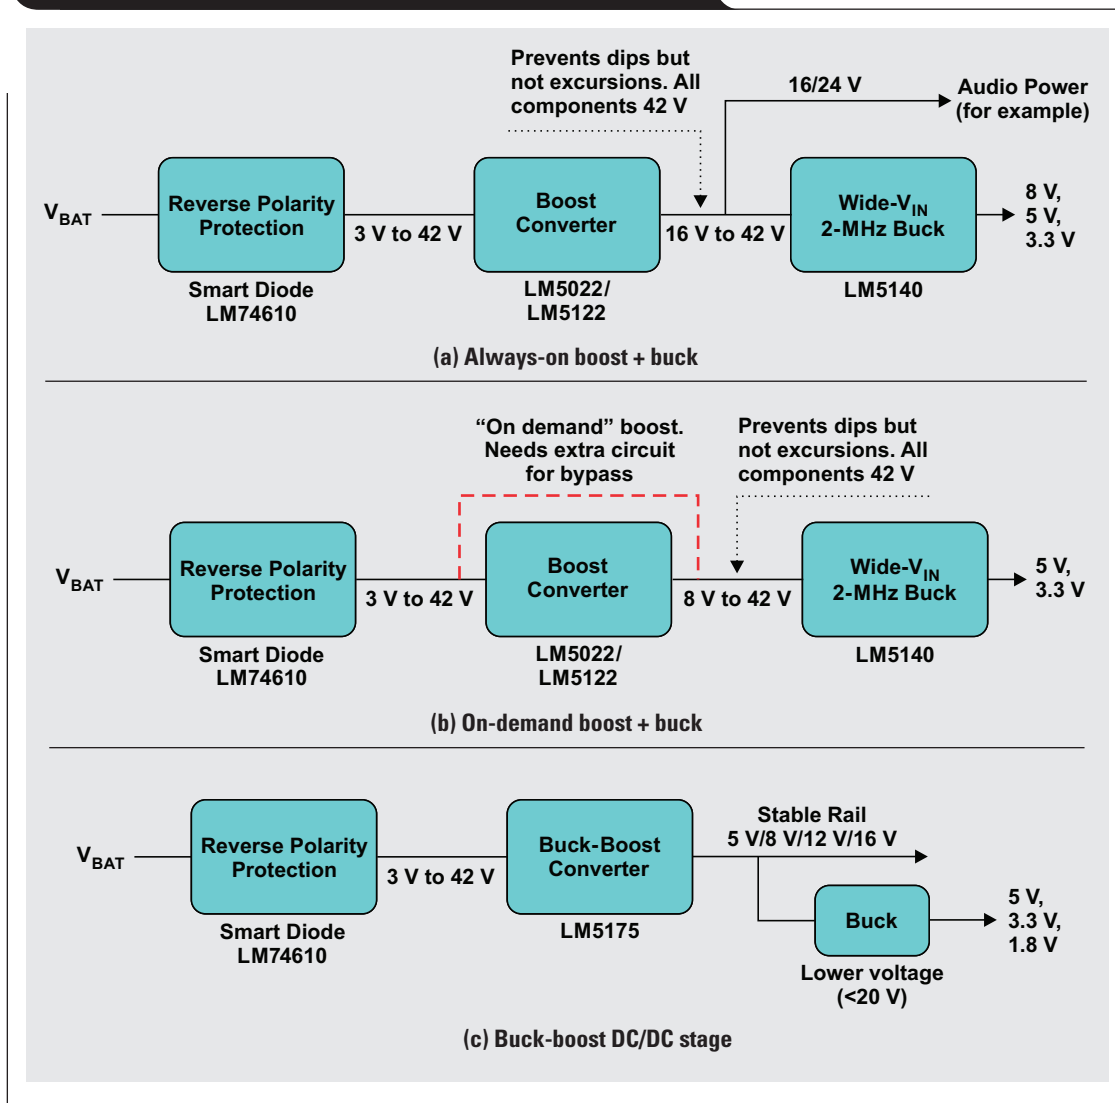 Prevents dips but
not excursions. All
components 42 V
16/24 V
Audio Power
(for example)
V_BAT
Reverse Polarity
Protection
3 V to 42 V
Boost
Converter
16 V to 42 V
Wide-V_IN
2-MHz Buck
8 V,
5 V,
3.3 V
Smart Diode
LM74610
LM5022/
LM5122
LM5140
(a) Always-on boost + buck
“On demand” boost.
Needs extra circuit
for bypass
Prevents dips but
not excursions. All
components 42 V
V_BAT
Reverse Polarity
Protection
3 V to 42 V
Boost
Converter
8 V to 42 V
Wide-V_IN
2-MHz Buck
5 V,
3.3 V
Smart Diode
LM74610
LM5022/
LM5122
LM5140
(b) On-demand boost + buck
V_BAT
Reverse Polarity
Protection
3 V to 42 V
Buck-Boost
Converter
Stable Rail
5 V/8 V/12 V/16 V
Smart Diode
LM74610
LM5175
Buck
5 V,
3.3 V,
1.8 V
Lower voltage
(<20 V)
(c) Buck-boost DC/DC stage